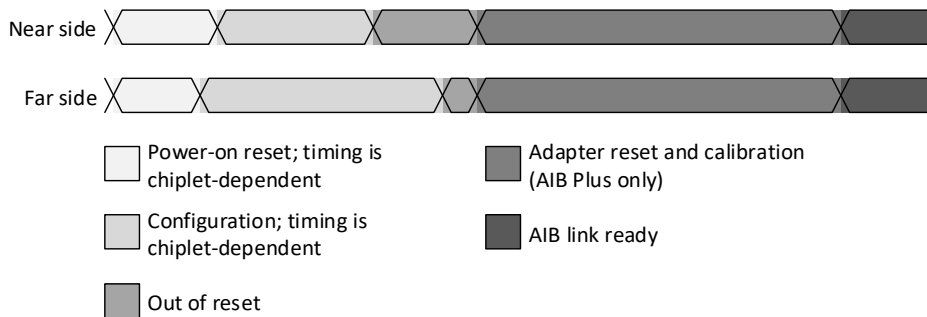 Near side
Far side
Power-on reset; timing is
chiplet-dependent
Configuration; timing is
chiplet-dependent
Out of reset
Adapter reset and calibration
(AIB Plus only)
AIB link ready